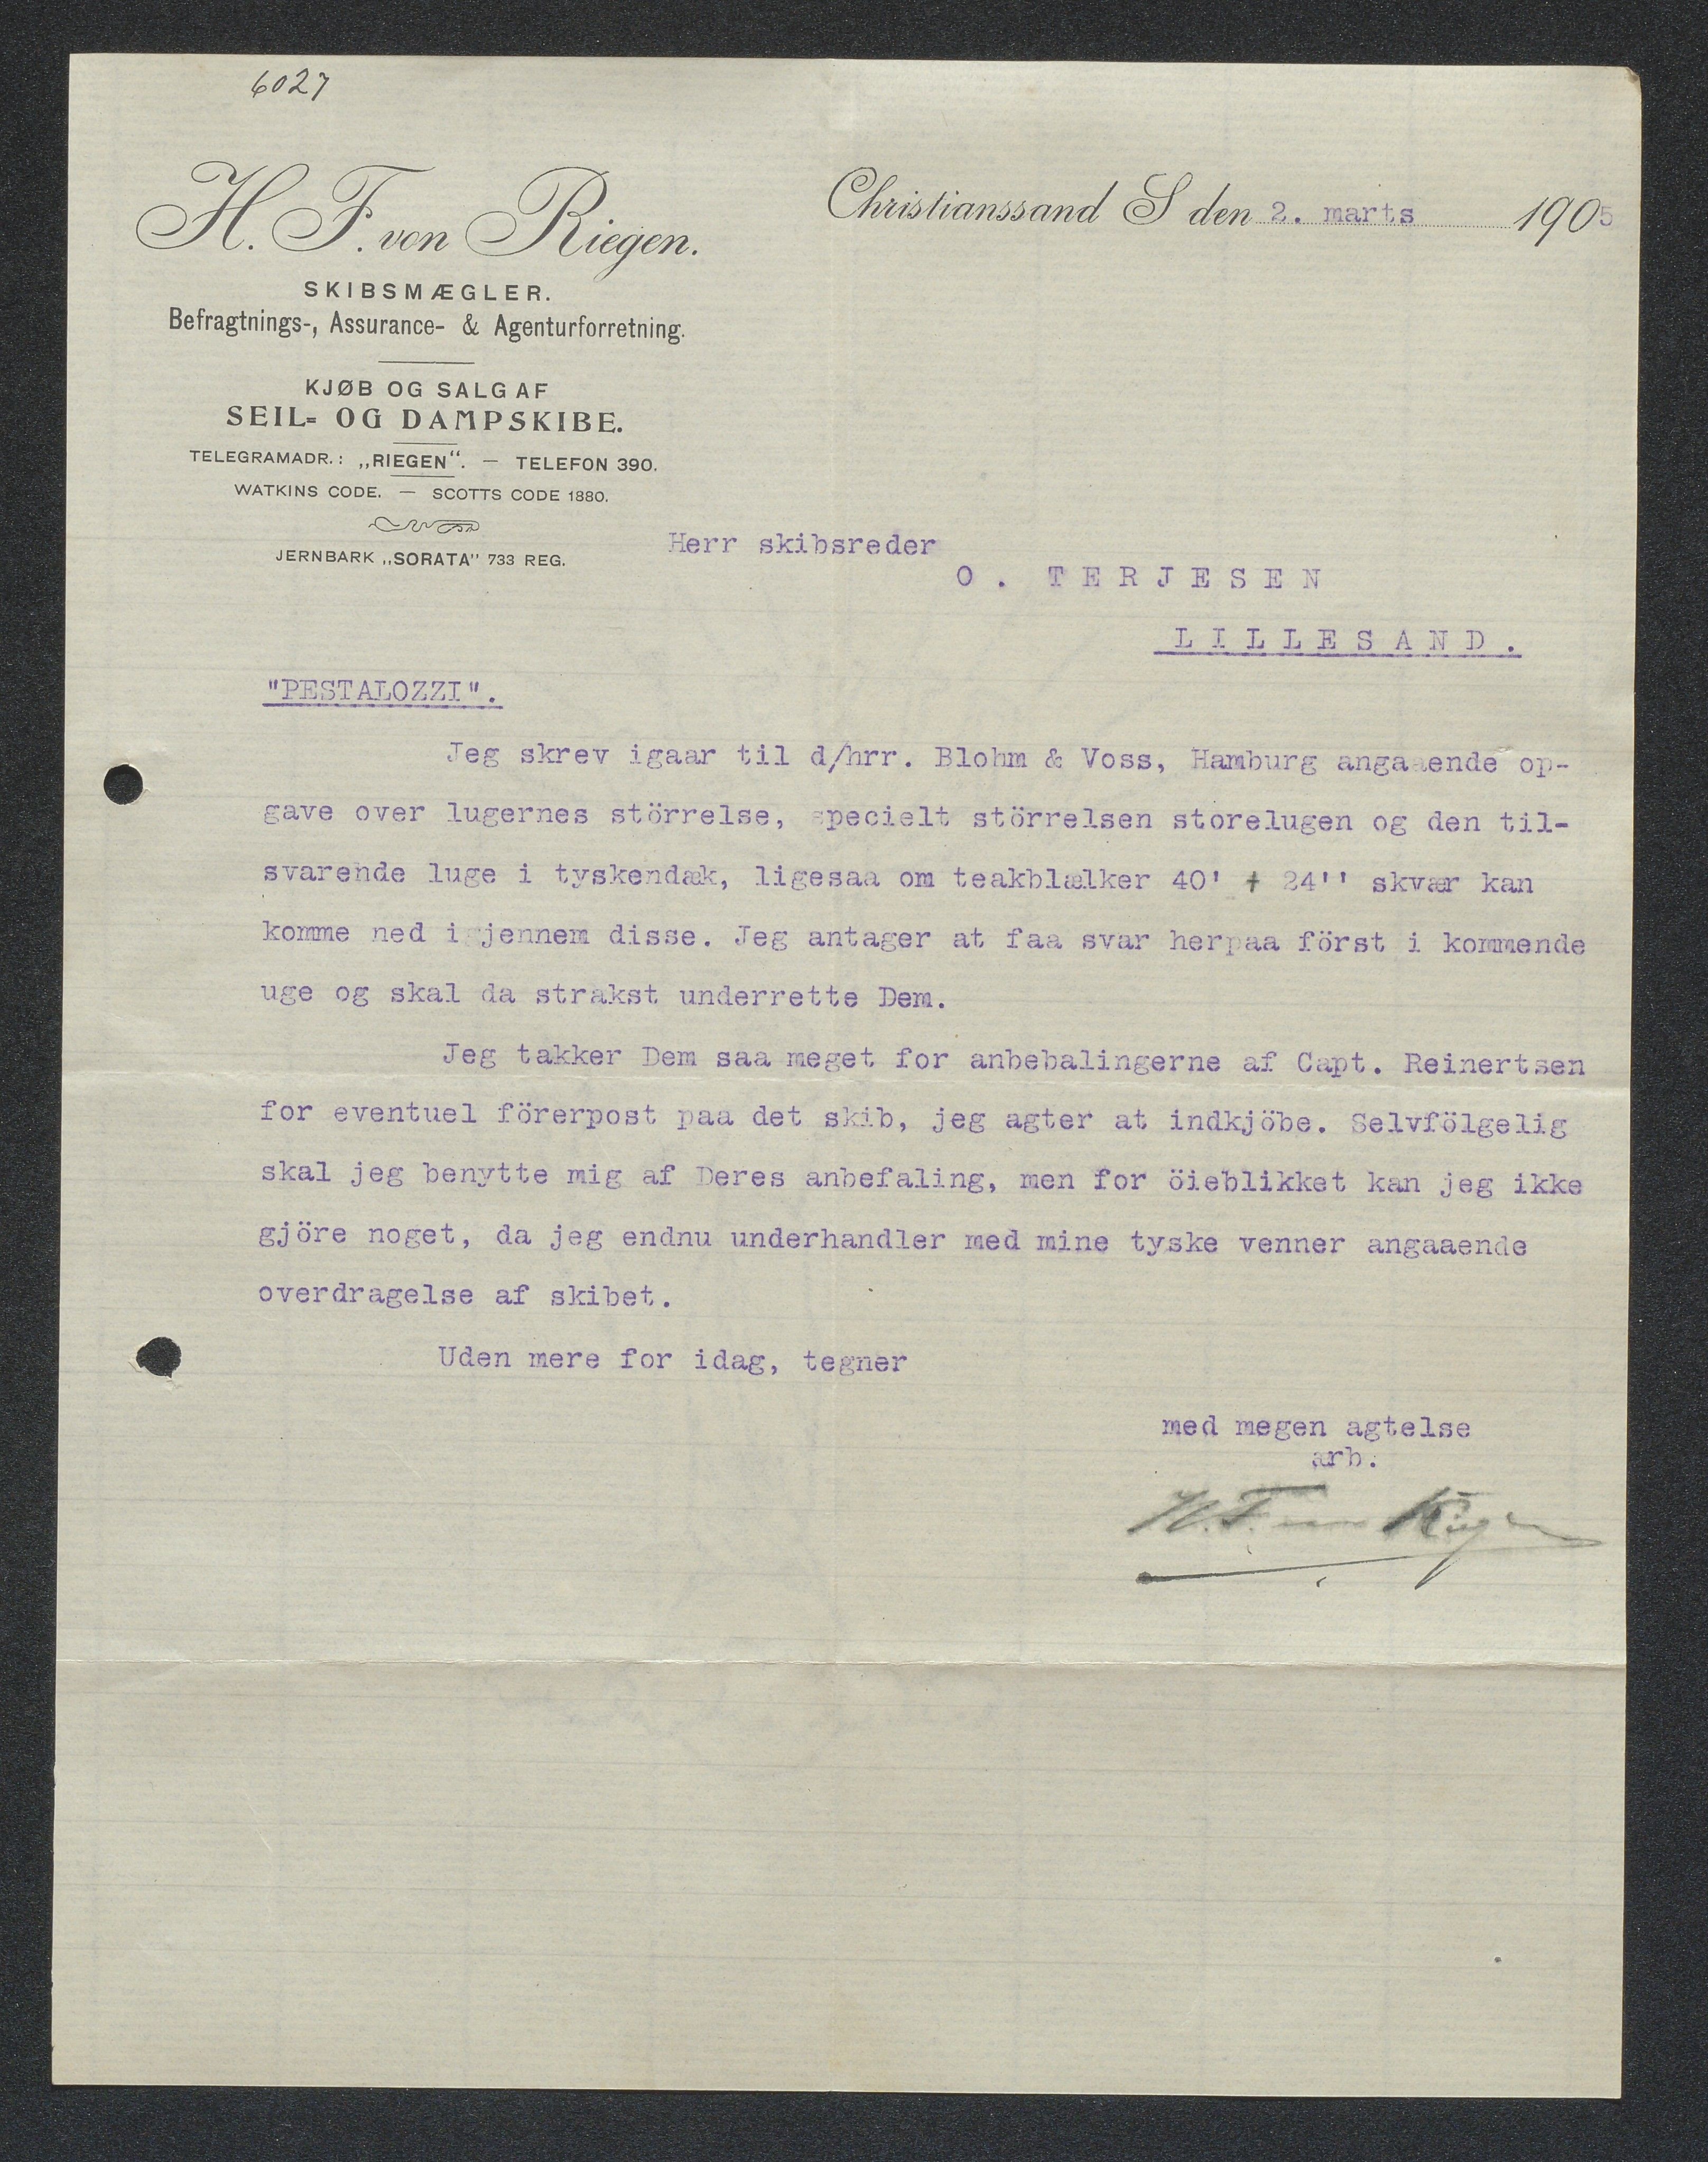 6027
H. F. von Riegen.
Christianssand S den 2. marts 1905
SKIBSMÆGLER.
Befragtnings-, Assurance- & Agenturforretning.
KJØB OG SALG AF
SEIL- OG DAMPSKIBE.
TELEGRAMADR.: „RIEGEN“. — TELEFON 390.
WATKINS CODE. — SCOTTS CODE 1880.
JERNBARK „SORATA" 733 REG.
Herr skibsreder
O. TERJESEN
LILLESAND.
"PESTALOZZI".
Jeg skrev igaar til d/hrr. Blohm & Voss, Hamburg angaaende op-
gave over lugernes störrelse, specielt störrelsen storelugen og den til-
svarende luge i tyskendæk, ligesaa om teakblælker 40' + 24'' skvær kan
komme ned igjennem disse. Jeg antager at faa svar herpaa först i kommende
uge og skal da strakst underrette Dem.
Jeg takker Dem saa meget for anbebalingerne af Capt. Reinertsen
for eventuel förerpost paa det skib, jeg agter at indkjöbe. Selvfölgelig
skal jeg benytte mig af Deres anbefaling, men for öieblikket kan jeg ikke
gjöre noget, da jeg endnu underhandler med mine tyske venner angaaende
overdragelse af skibet.
Uden mere for idag, tegner
med megen agtelse
arb.
H. F. von Riegen